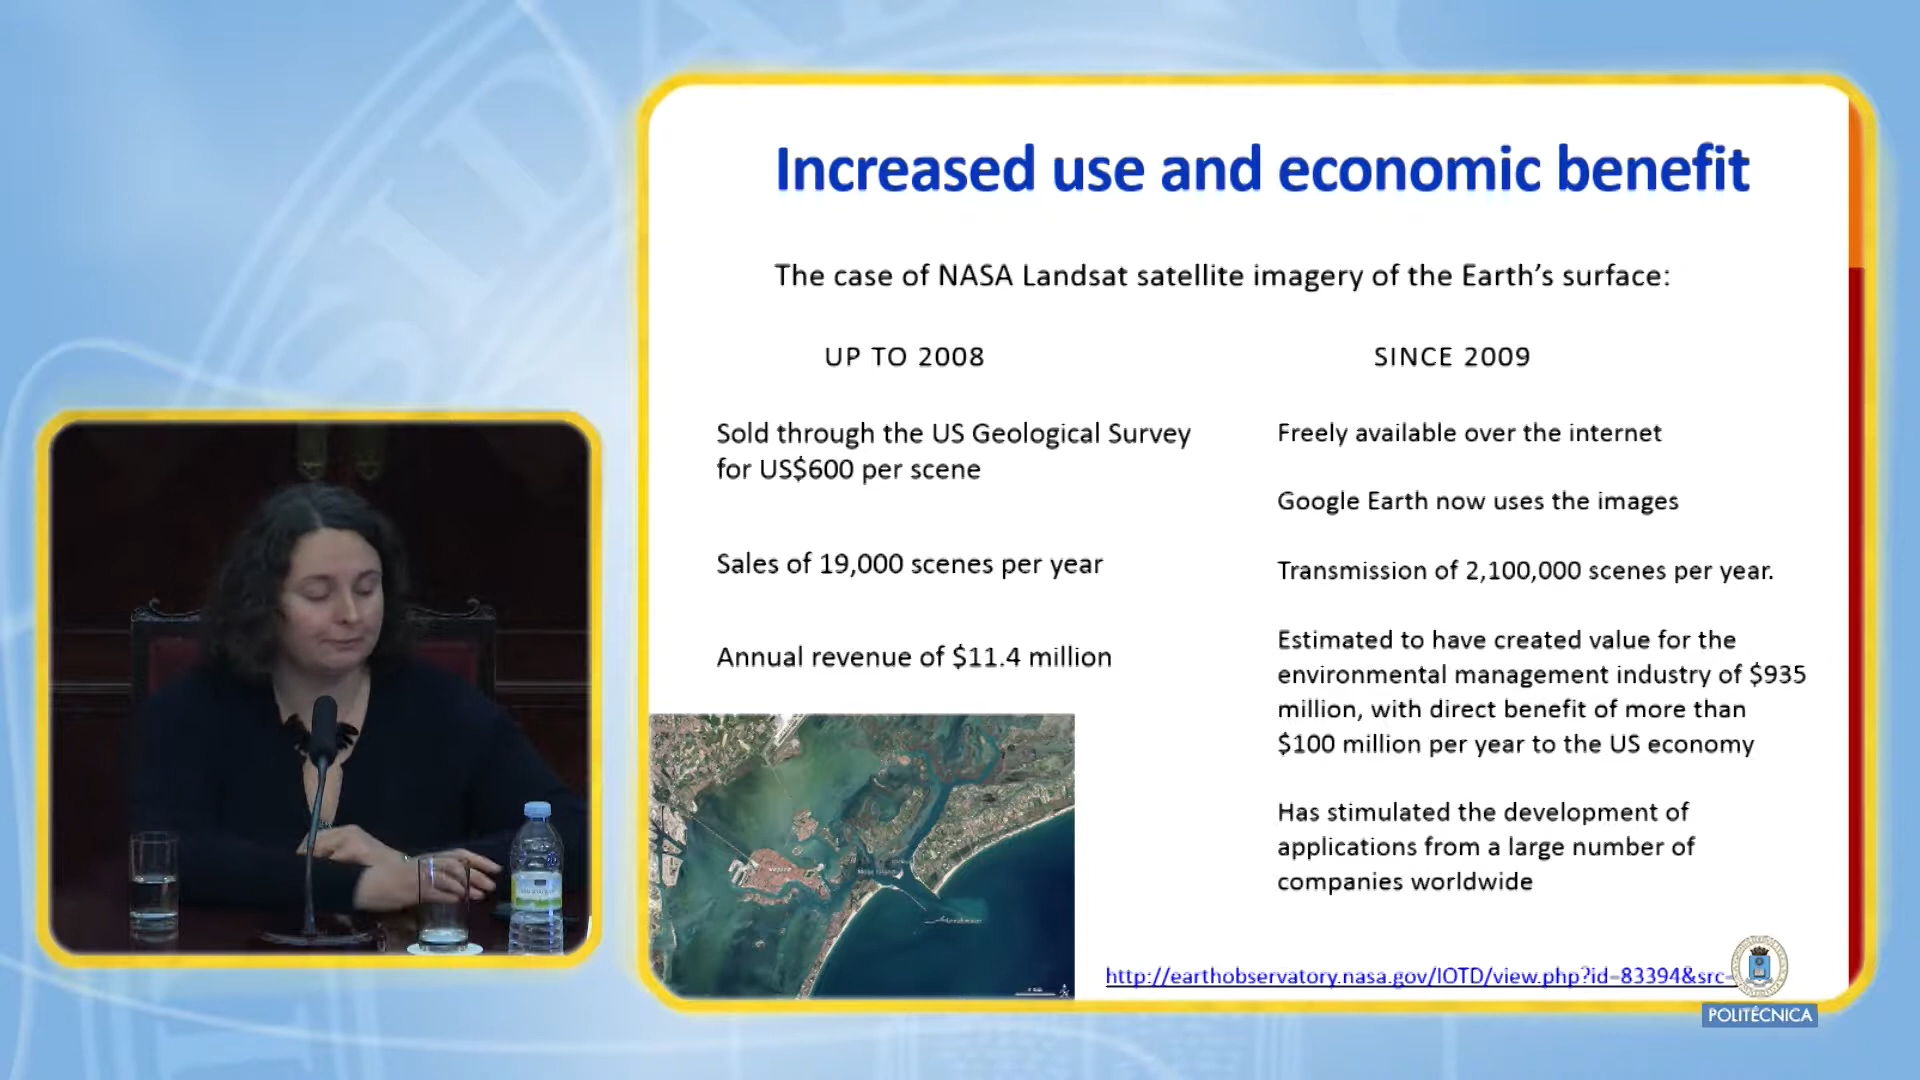 Increased use and economic benefit
The case of NASA Landsat satellite imagery of the Earth's surface:
UP TO 2008
Sold through the US Geological Survey
for US$600 per scene
Sales of 19,000 scenes per year
Annual revenue of $11.4 million
SINCE 2009
Freely available over the internet
Google Earth now uses the images
Transmission of 2,100,000 scenes per year.
Estimated to have created value for the
environmental management industry of $935
million, with direct benefit of more than
$100 million per year to the US economy
Has stimulated the development of
applications from a large number of
companies worldwide
Venice
http://earthobservatory.nasa.gov/IOTD/view.php?id=83394&src=
POLITÉCNICA